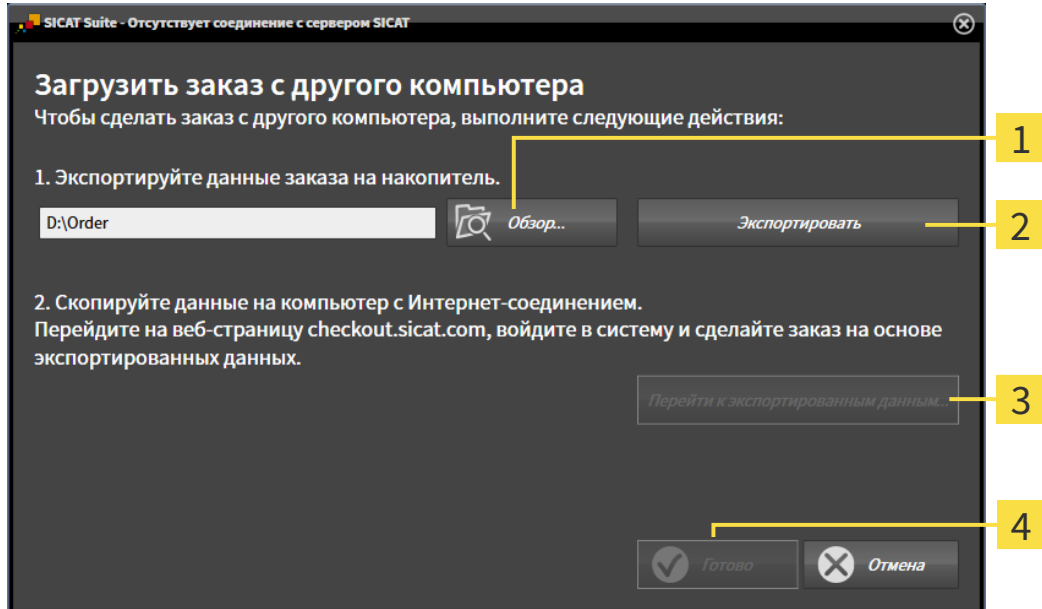 SICAT Suite - Отсутствует соединение с сервером SICAT
Загрузить заказ с другого компьютера
Чтобы сделать заказ с другого компьютера, выполните следующие действия:
1
1. Экспортируйте данные заказа на накопитель.
D:\Order
Обзор...
Экспортировать
2
2. Скопируйте данные на компьютер с Интернет-соединением.
Перейдите на веб-страницу checkout.sicat.com, войдите в систему и сделайте заказ на основе
экспортированных данных.
Перейти к экспортированным данным...
3
4
Готово
Отмена